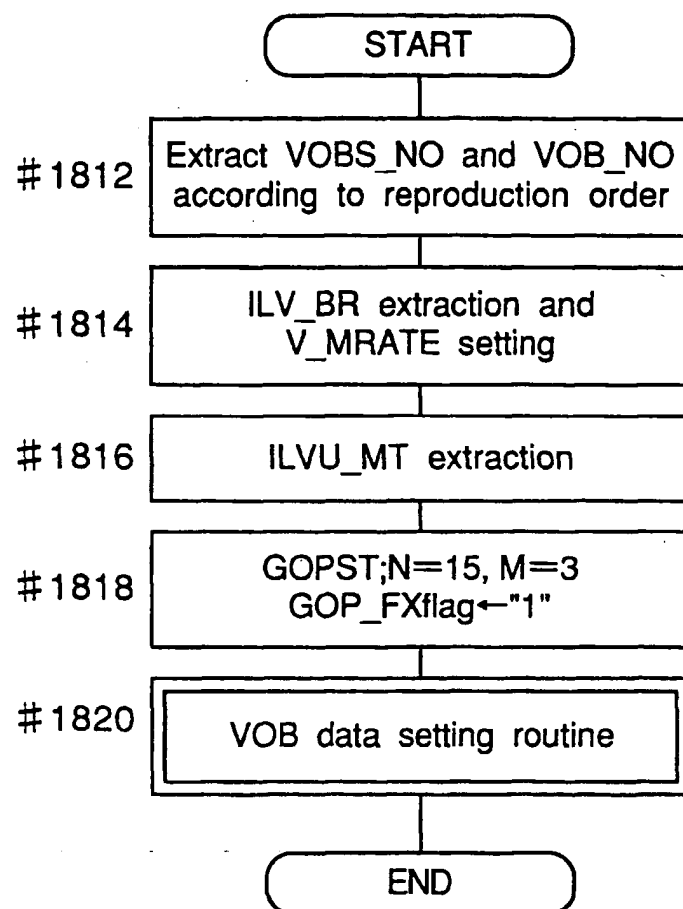 START
#1812
Extract VOBS_NO and VOB_NO
according to reproduction order
#1814
ILV_BR extraction and
V_MRATE setting
#1816
ILVU_MT extraction
#1818
GOPST;N=15, M=3
GOP_FXflag←"1"
#1820
VOB data setting routine
END